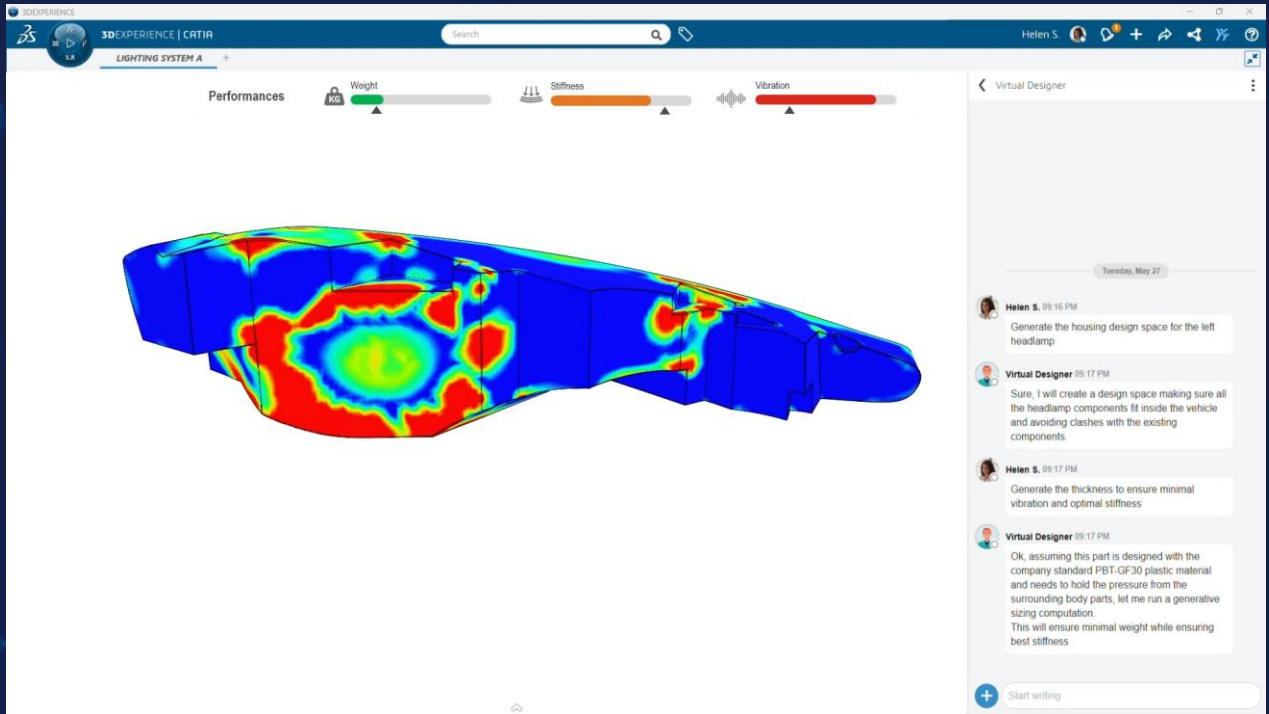 3DEXPERIENCE
3DEXPERIENCE | CATIA
Search
Helen S.
1
3D
V.R
LIGHTING SYSTEM A
Performances
KG
Weight
Stiffness
Vibration
Virtual Designer
Tuesday, May 27
Helen S. 09:16 PM
Generate the housing design space for the left
headlamp
Virtual Designer 09:17 PM
Sure, I will create a design space making sure all
the headlamp components fit inside the vehicle
and avoiding clashes with the existing
components.
Helen S. 09:17 PM
Generate the thickness to ensure minimal
vibration and optimal stiffness
Virtual Designer 09:17 PM
Ok, assuming this part is designed with the
company standard PBT-GF30 plastic material
and needs to hold the pressure from the
surrounding body parts, let me run a generative
sizing computation.
This will ensure minimal weight while ensuring
best stiffness
Start writing